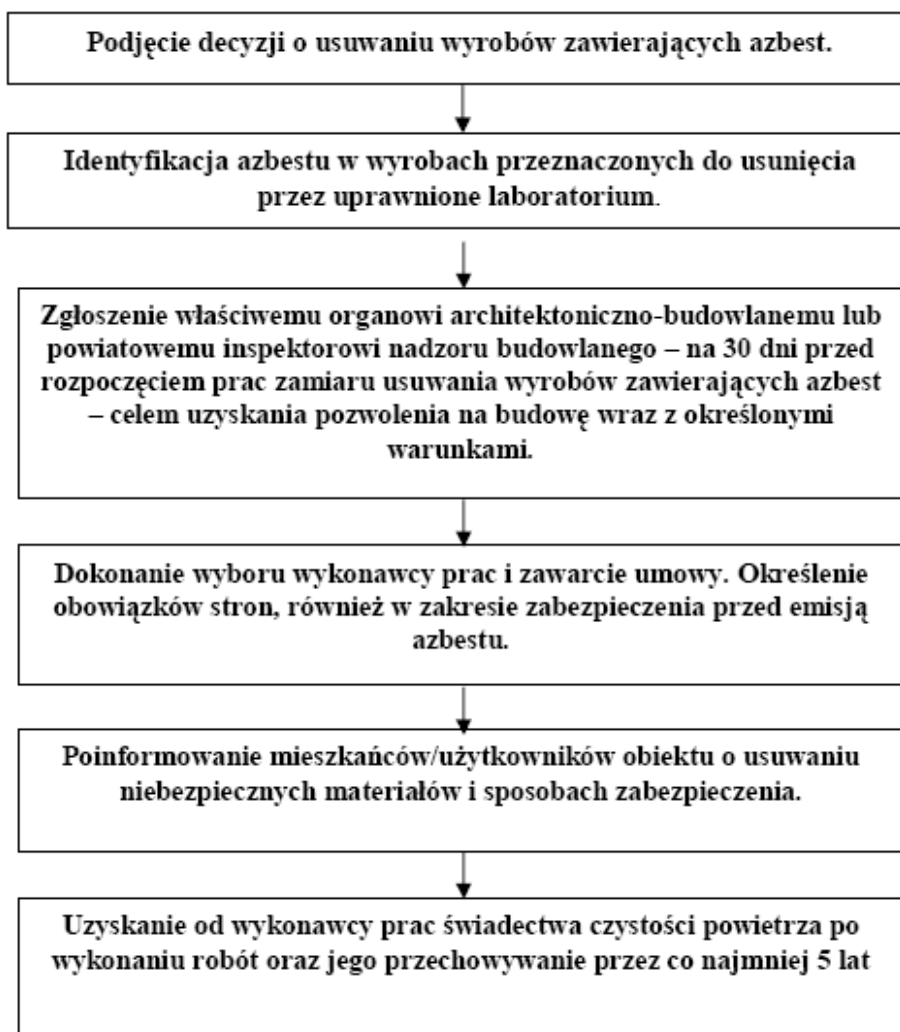 Podjęcie decyzji o usuwaniu wyrobów zawierających azbest.
Identyfikacja azbestu w wyrobach przeznaczonych do usunięcia
przez uprawnione laboratorium.
Zgłoszenie właściwemu organowi architektoniczno-budowlanemu lub
powiatowemu inspektorowi nadzoru budowlanego – na 30 dni przed
rozpoczęciem prac zamiaru usuwania wyrobów zawierających azbest
– celem uzyskania pozwolenia na budowę wraz z określonymi
warunkami.
Dokonanie wyboru wykonawcy prac i zawarcie umowy. Określenie
obowiązków stron, również w zakresie zabezpieczenia przed emisją
azbestu.
Poinformowanie mieszkańców/użytkowników obiektu o usuwaniu
niebezpiecznych materiałów i sposobach zabezpieczenia.
Uzyskanie od wykonawcy prac świadectwa czystości powietrza po
wykonaniu robót oraz jego przechowywanie przez co najmniej 5 lat